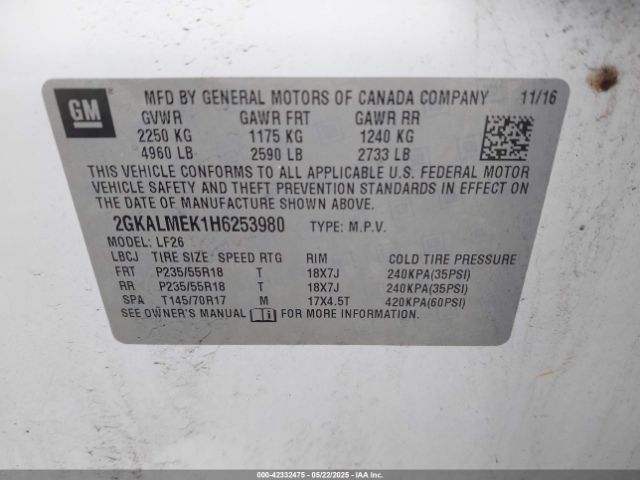 GM
MFD BY GENERAL MOTORS OF CANADA COMPANY 11/16
GVWR GAWR FRT GAWR RR
2250 KG 1175 KG 1240 KG
4960 LB 2590 LB 2733 LB
THIS VEHICLE CONFORMS TO ALL APPLICABLE U.S. FEDERAL MOTOR
VEHICLE SAFETY AND THEFT PREVENTION STANDARDS IN EFFECT ON
THE DATE OF MANUFACTURE SHOWN ABOVE.
2GKALMEK1H6253980 TYPE: M.P.V.
MODEL: LF26
LBCJ TIRE SIZE SPEED RTG RIM COLD TIRE PRESSURE
FRT P235/55R18 T 18X7J 240KPA(35PSI)
RR P235/55R18 T 18X7J 240KPA(35PSI)
SPA T145/70R17 M 17X4.5T 420KPA(60PSI)
SEE OWNER'S MANUAL FOR ADDITIONAL INFORMATION
000-42332475 - 05/22/2025 - IAAI.COM COPART